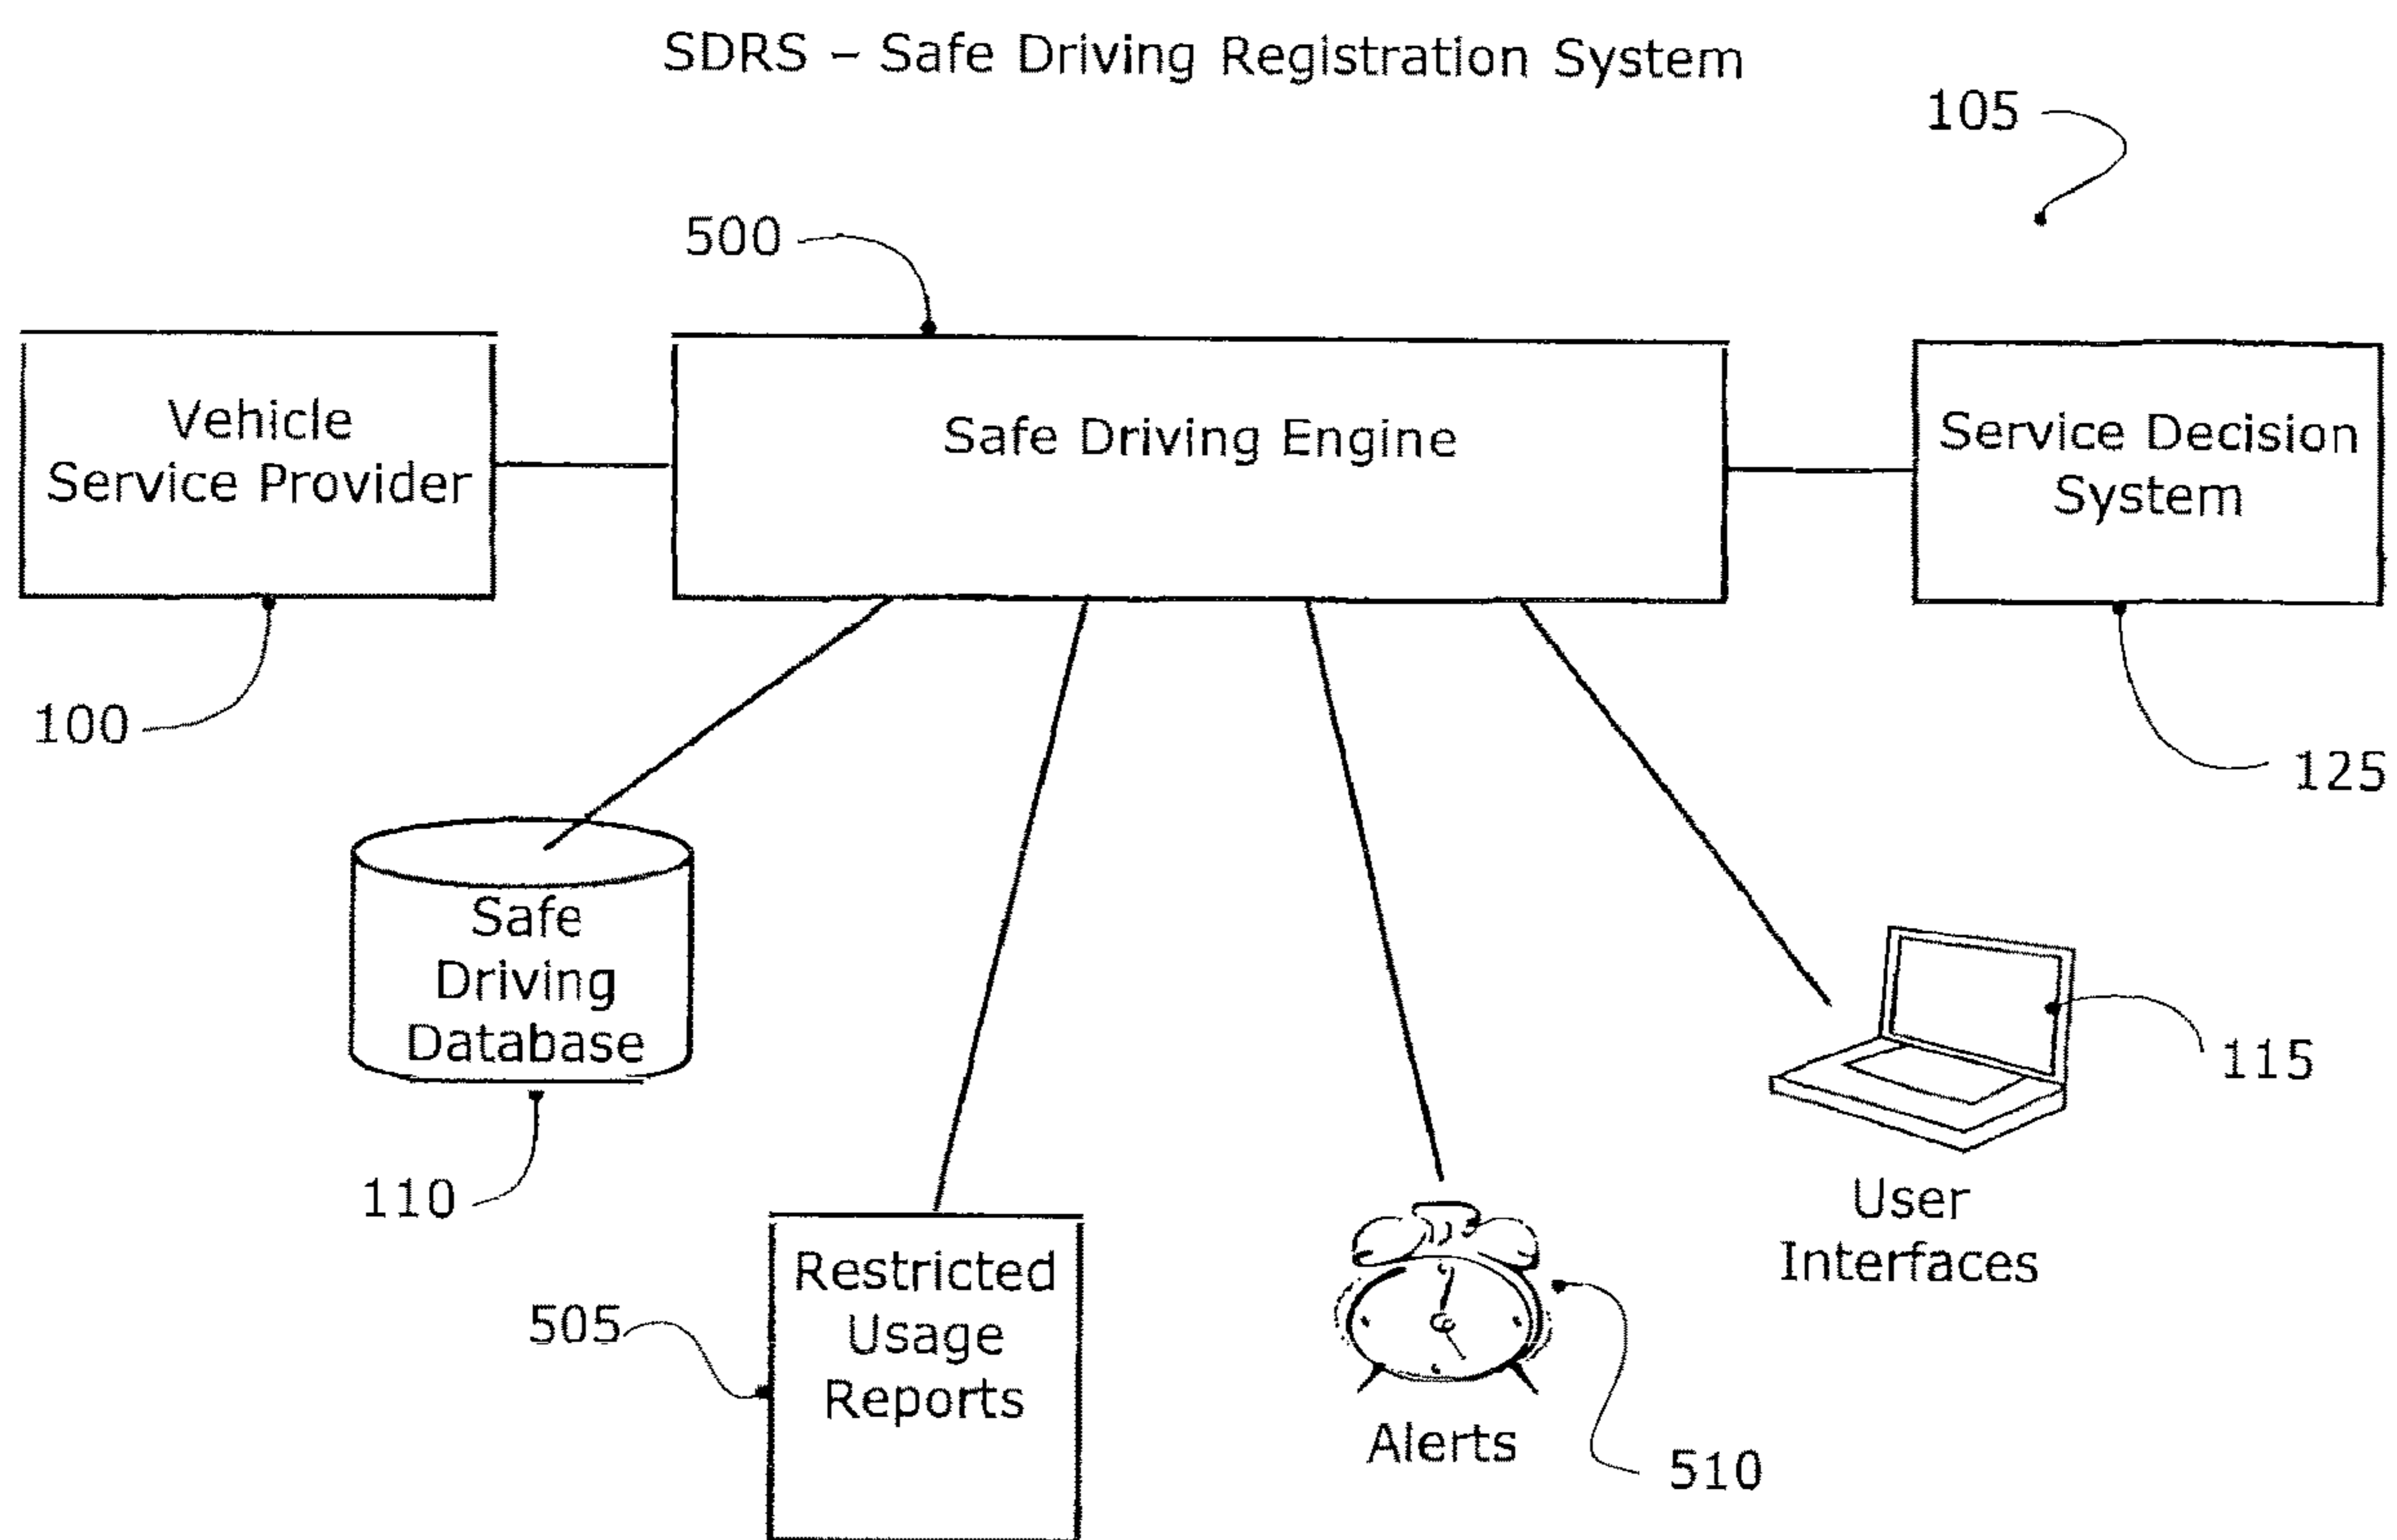 SDRS – Safe Driving Registration System
105
500
Vehicle
Service Provider
Safe Driving Engine
Service Decision
System
100
125
Safe
Driving
Database
110
115
User
Interfaces
Restricted
Usage
Reports
505
Alerts
510